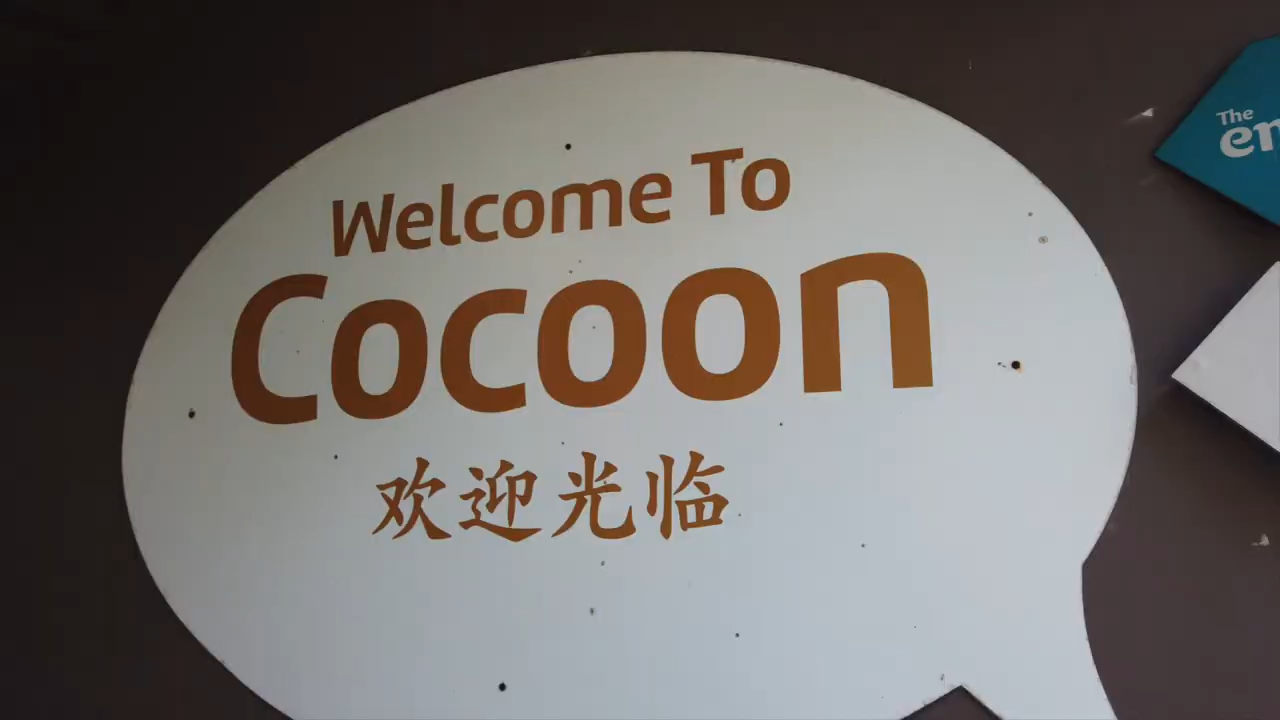 Welcome To
Cocoon
欢迎光临
The